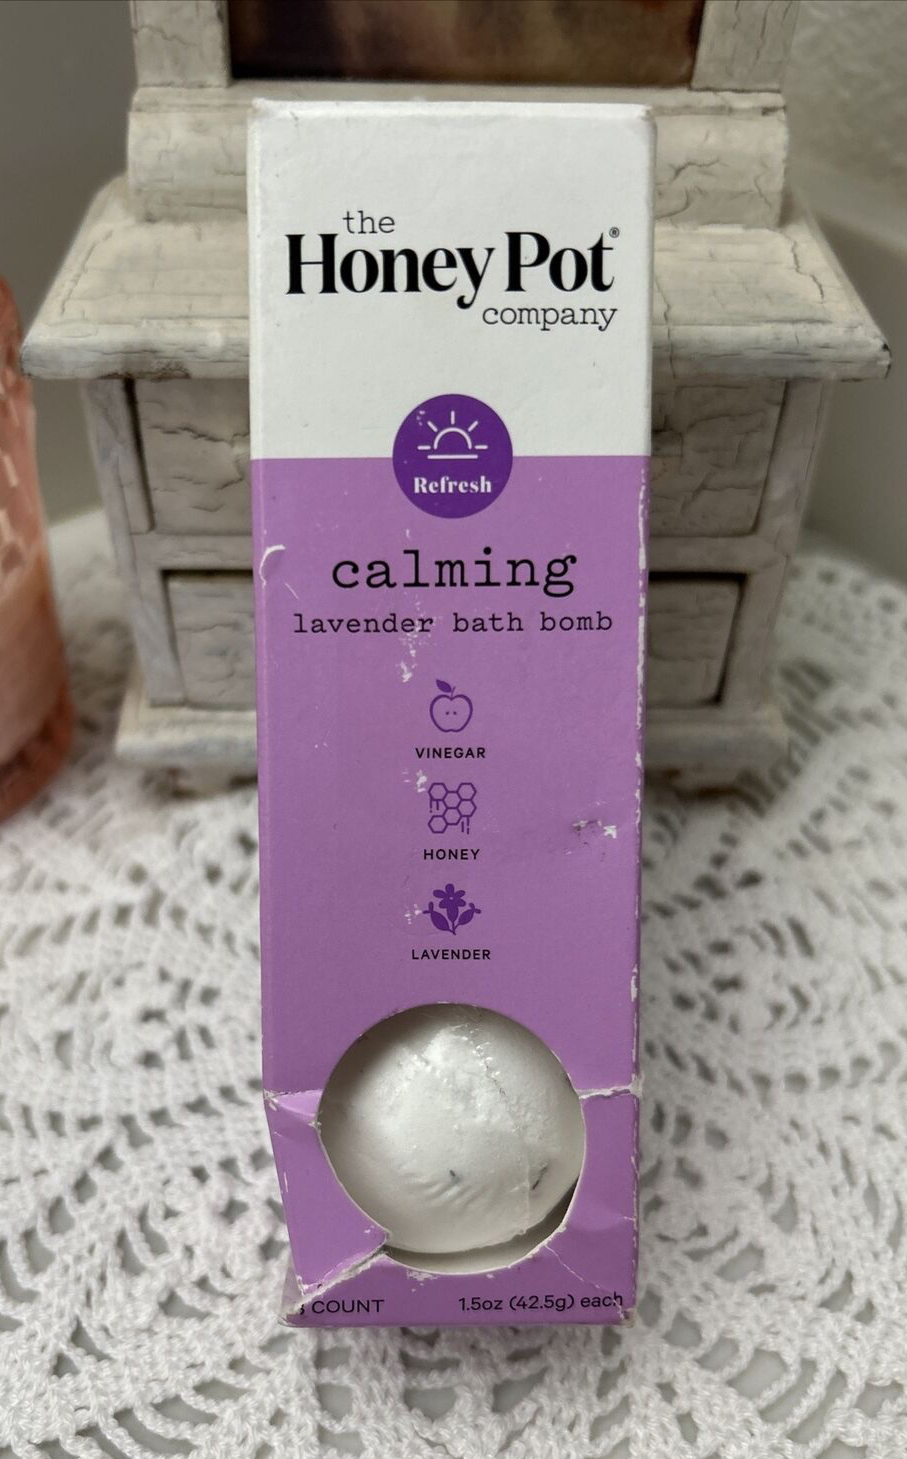 the
Honey Pot®
company
Refresh
calming
lavender bath bomb
VINEGAR
HONEY
LAVENDER
COUNT 1.5oz (42.5g) each